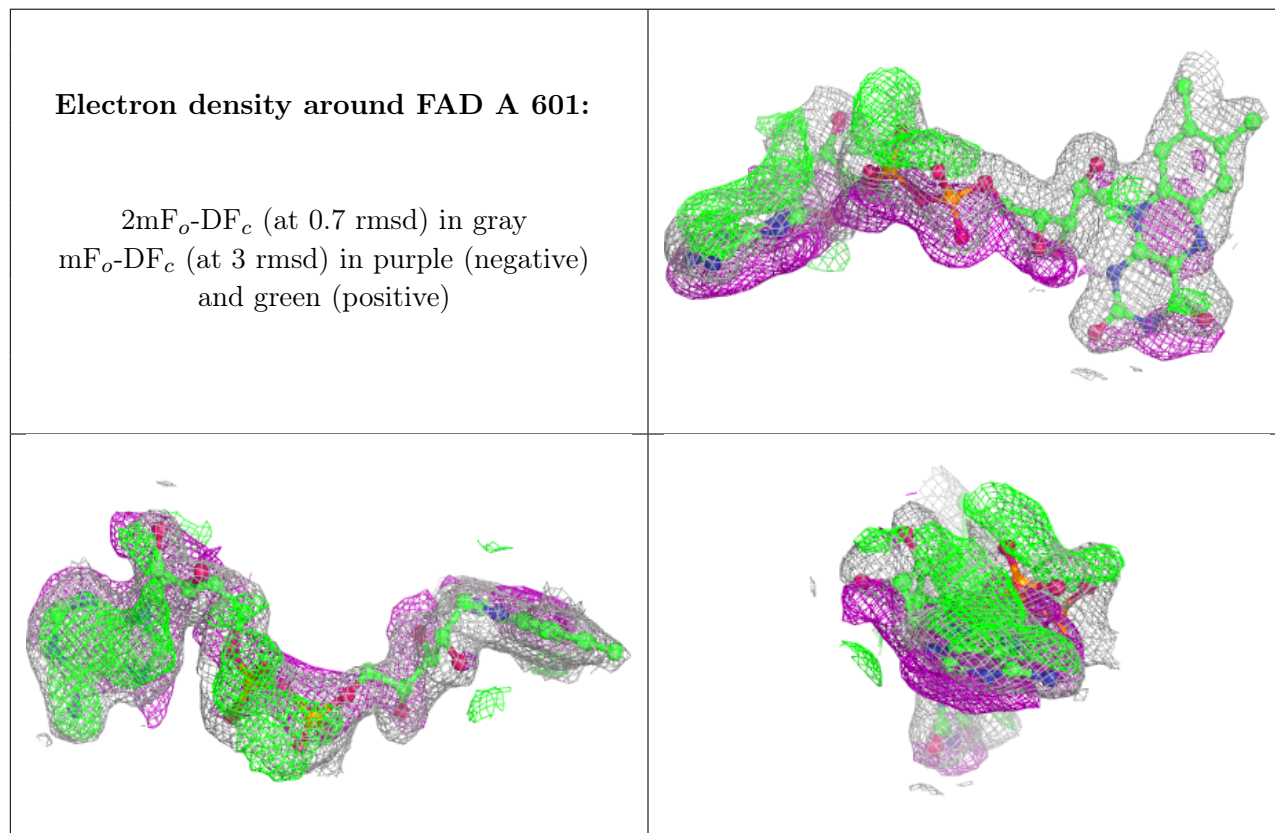 Electron density around FAD A 601:
2mFo-DFc (at 0.7 rmsd) in gray
mFo-DFc (at 3 rmsd) in purple (negative)
and green (positive)